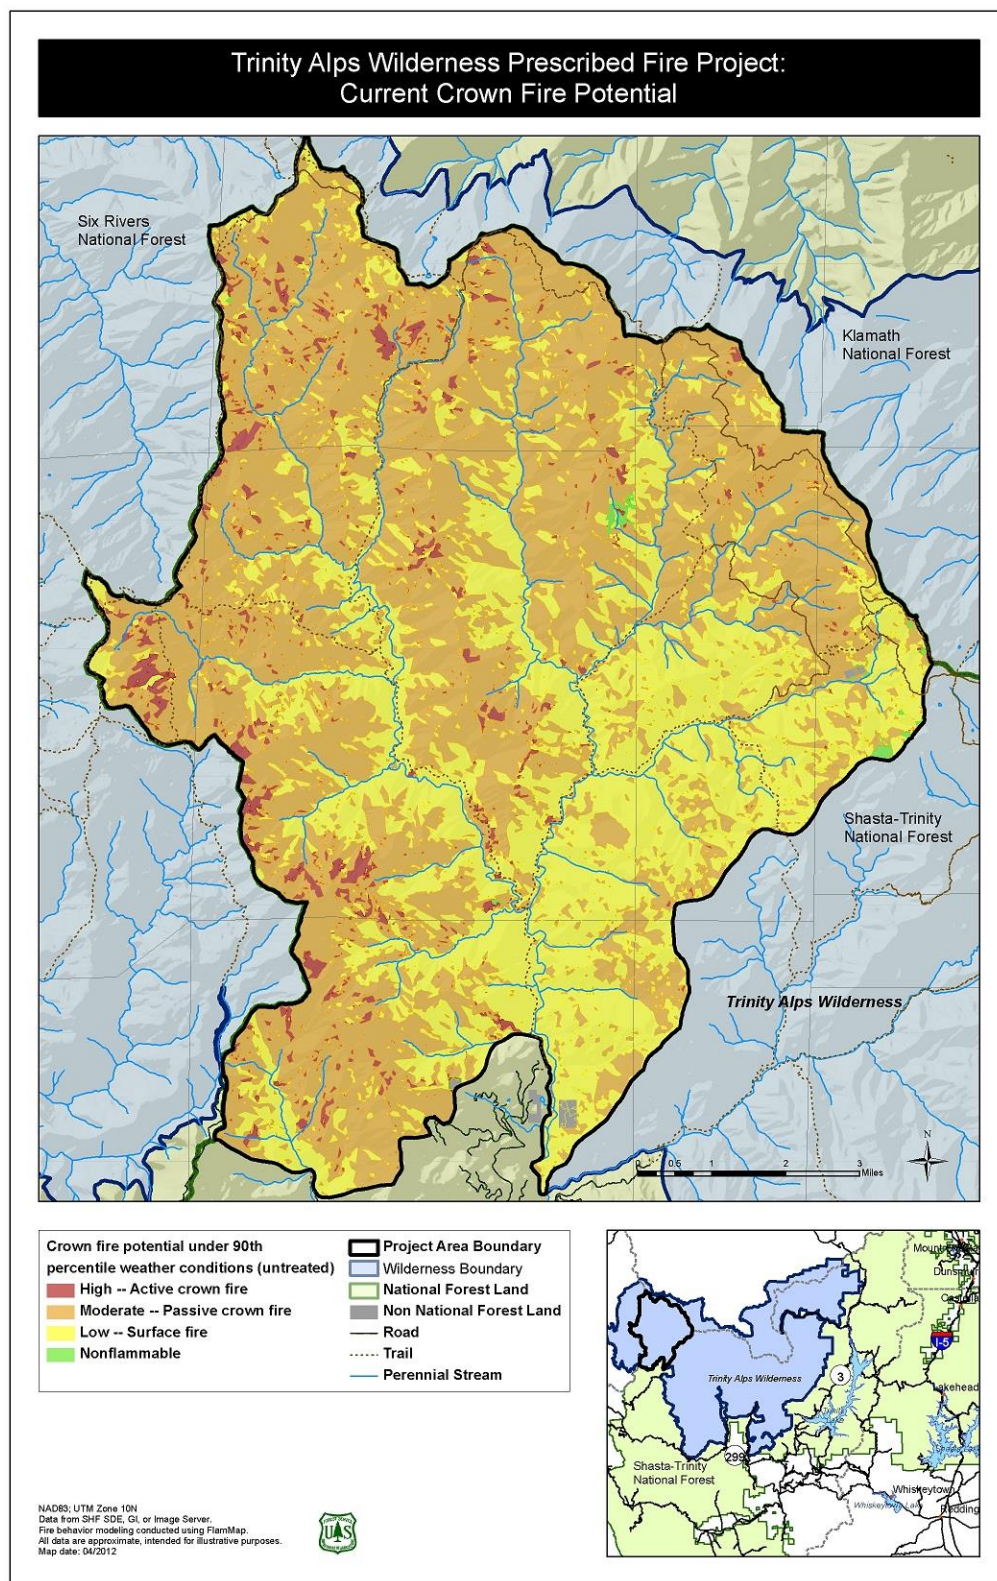 Trinity Alps Wilderness Prescribed Fire Project:
Current Crown Fire Potential
Six Rivers
National Forest
Klamath
National Forest
Shasta-Trinity
National Forest
Trinity Alps Wilderness
N
0 0.5 1 2 3
Miles
Crown fire potential under 90th
percentile weather conditions (untreated)
High -- Active crown fire
Moderate -- Passive crown fire
Low -- Surface fire
Nonflammable
Project Area Boundary
Wilderness Boundary
National Forest Land
Non National Forest Land
Road
Trail
Perennial Stream
Dunsmuir
I-5
Trinity Alps Wilderness
3
Lakehead
Trinity
Lake
299
Shasta-Trinity
National Forest
Whiskeytown
Whiskeytown Lake
Redding
NAD83; UTM Zone 10N
Data from SHF SDE, GI, or Image Server.
Fire behavior modeling conducted using FlamMap.
All data are approximate, intended for illustrative purposes.
Map date: 04/2012
UAS